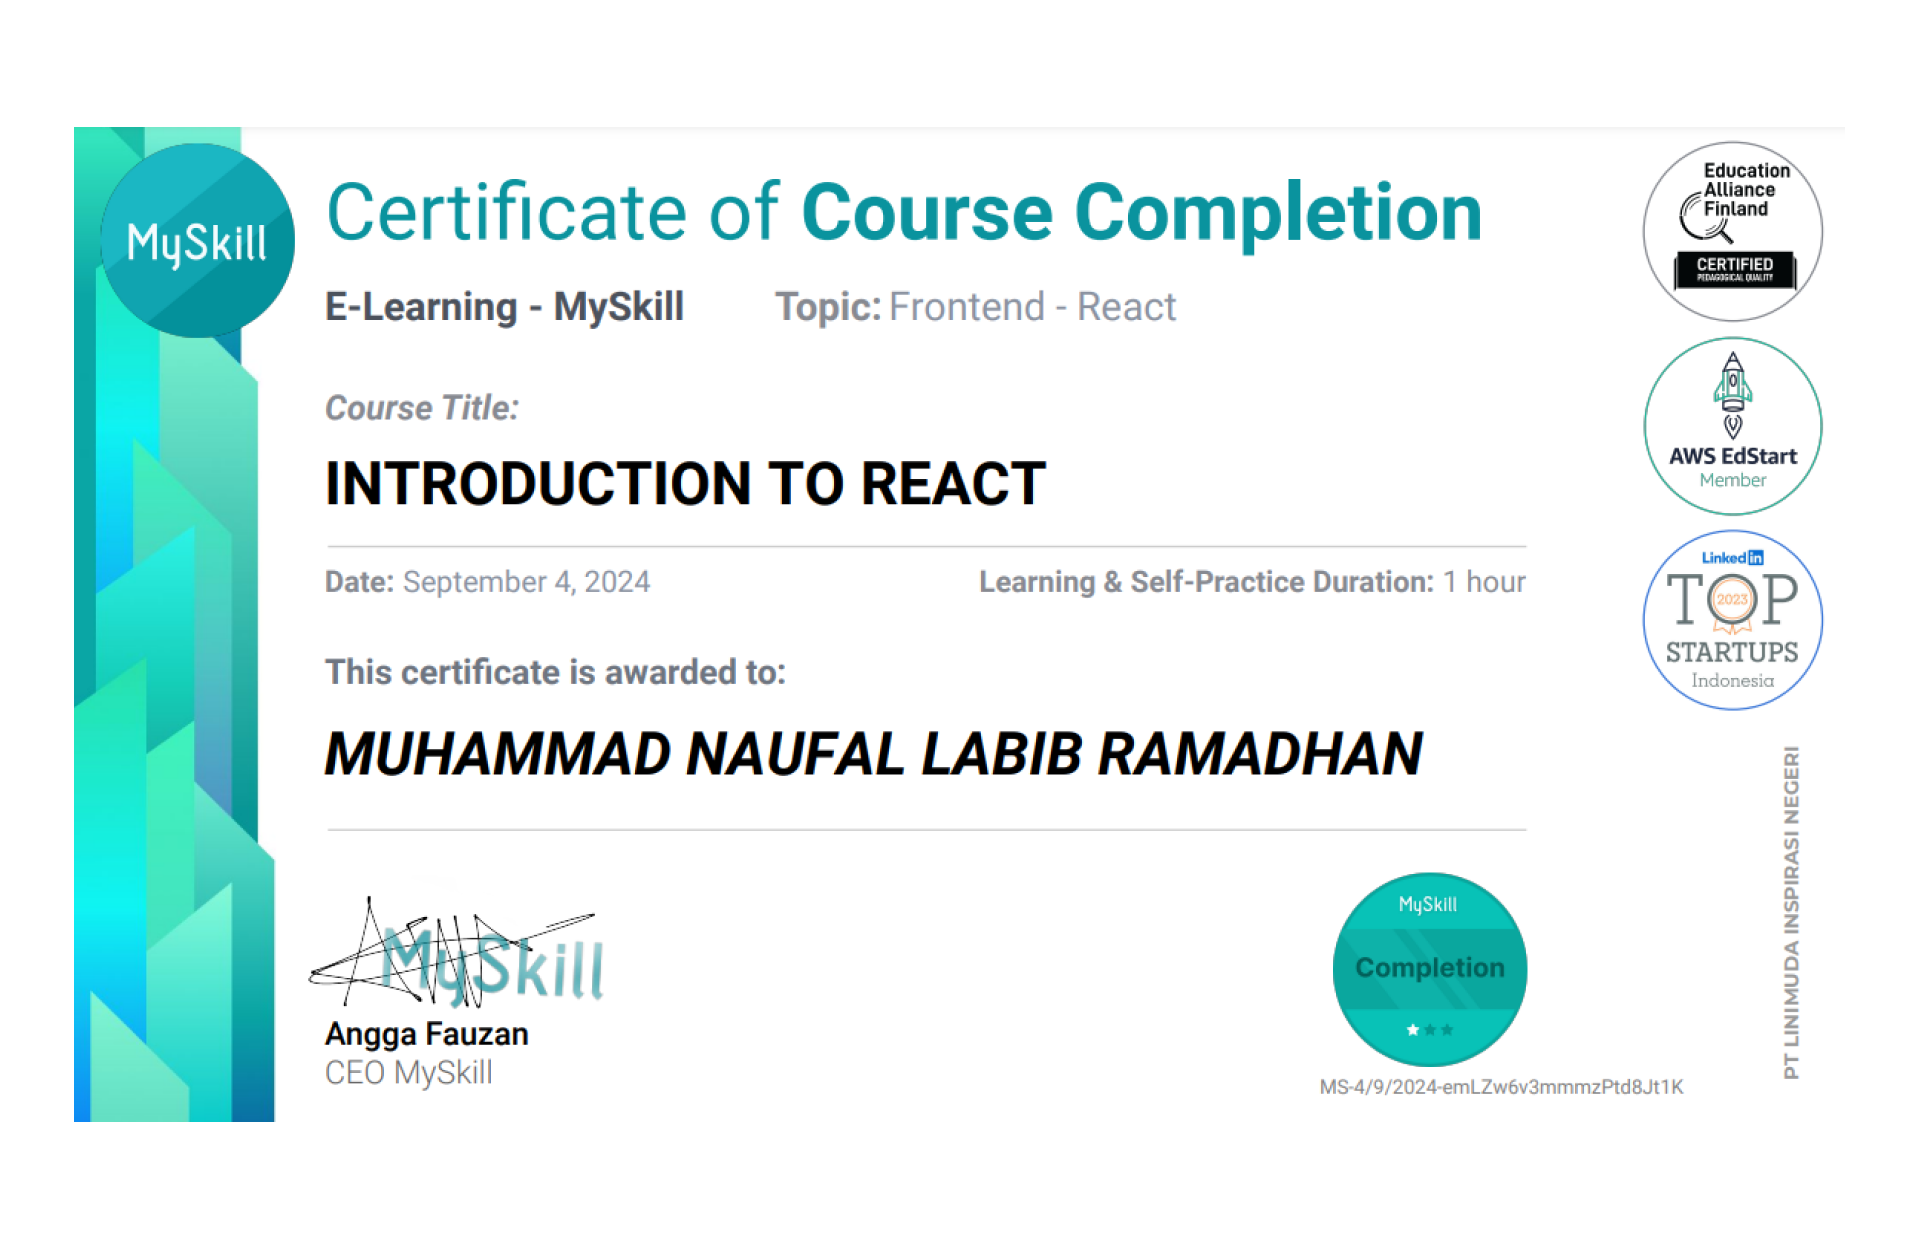 MySkill
Certificate of Course Completion
E-Learning - MySkill Topic: Frontend - React
Course Title:
INTRODUCTION TO REACT
Date: September 4, 2024 Learning & Self-Practice Duration: 1 hour
This certificate is awarded to:
MUHAMMAD NAUFAL LABIB RAMADHAN
MySkill
Angga Fauzan
CEO MySkill
MySkill
Completion
MS-4/9/2024-emLZw6v3mmmzPtd8Jt1K
Education
Alliance
Finland
CERTIFIED
PEDAGOGICAL QUALITY
AWS EdStart
Member
Linked in
TOP
2023
STARTUPS
Indonesia
PT LINIMUDA INSPIRASI NEGERI